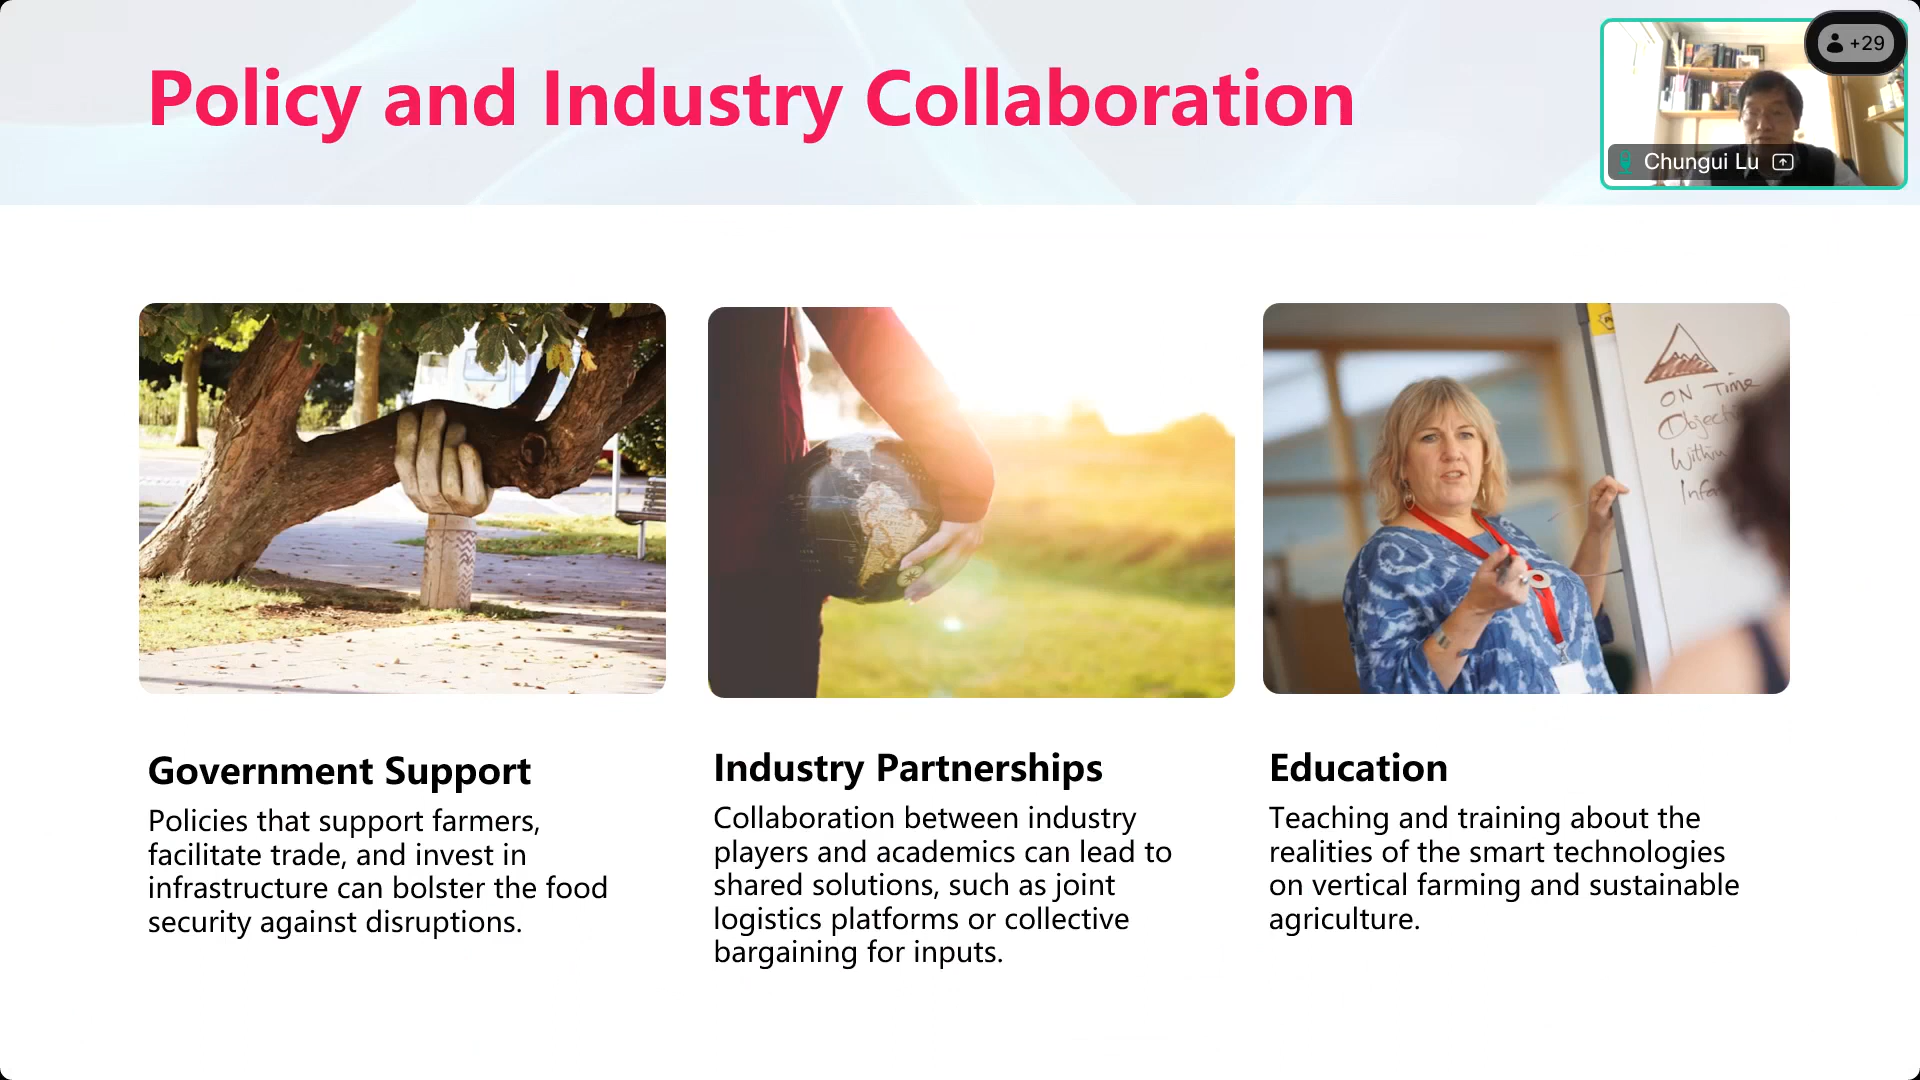 Policy and Industry Collaboration
+29
Chungui Lu
ON Time
Within
Government Support
Policies that support farmers,
facilitate trade, and invest in
infrastructure can bolster the food
security against disruptions.
Industry Partnerships
Collaboration between industry
players and academics can lead to
shared solutions, such as joint
logistics platforms or collective
bargaining for inputs.
Education
Teaching and training about the
realities of the smart technologies
on vertical farming and sustainable
agriculture.